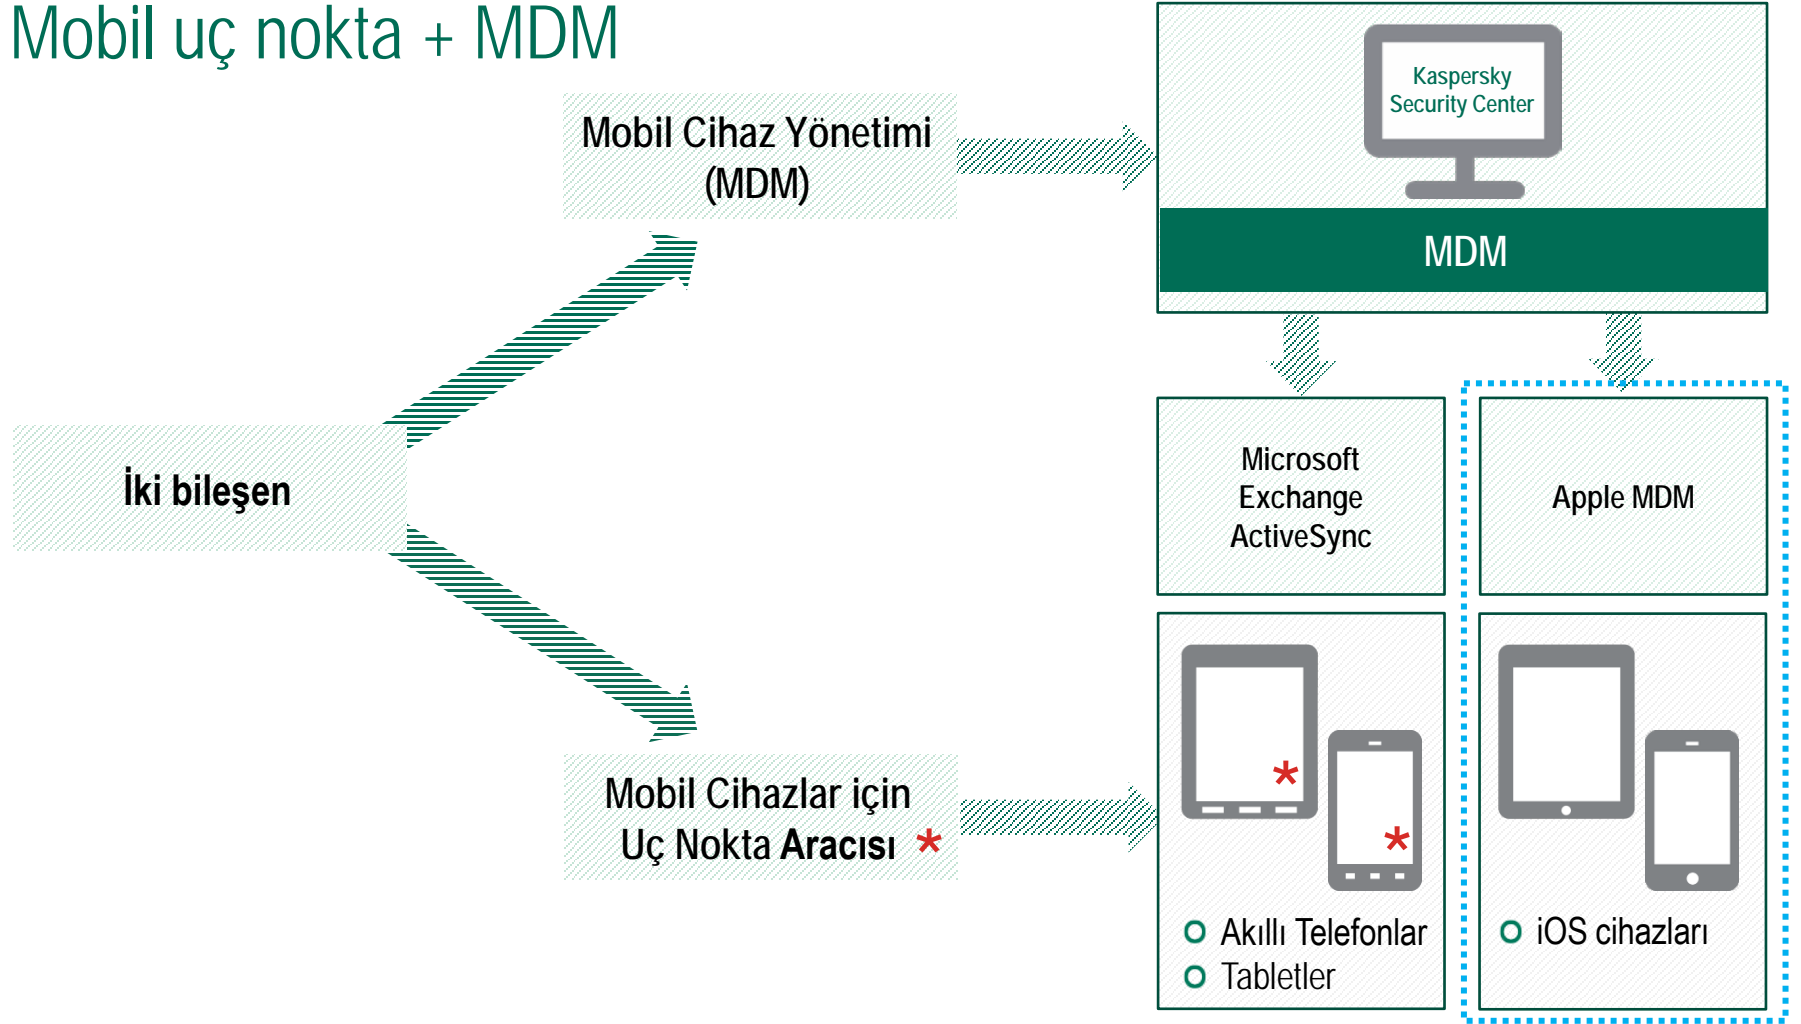 Mobil uç nokta + MDM
Kaspersky
Security Center
Mobil Cihaz Yönetimi
(MDM)
MDM
İki bileşen
Microsoft
Exchange
ActiveSync
Apple MDM
Mobil Cihazlar için
Uç Nokta Aracısı *
*
*
Akıllı Telefonlar
Tabletler
iOS cihazları